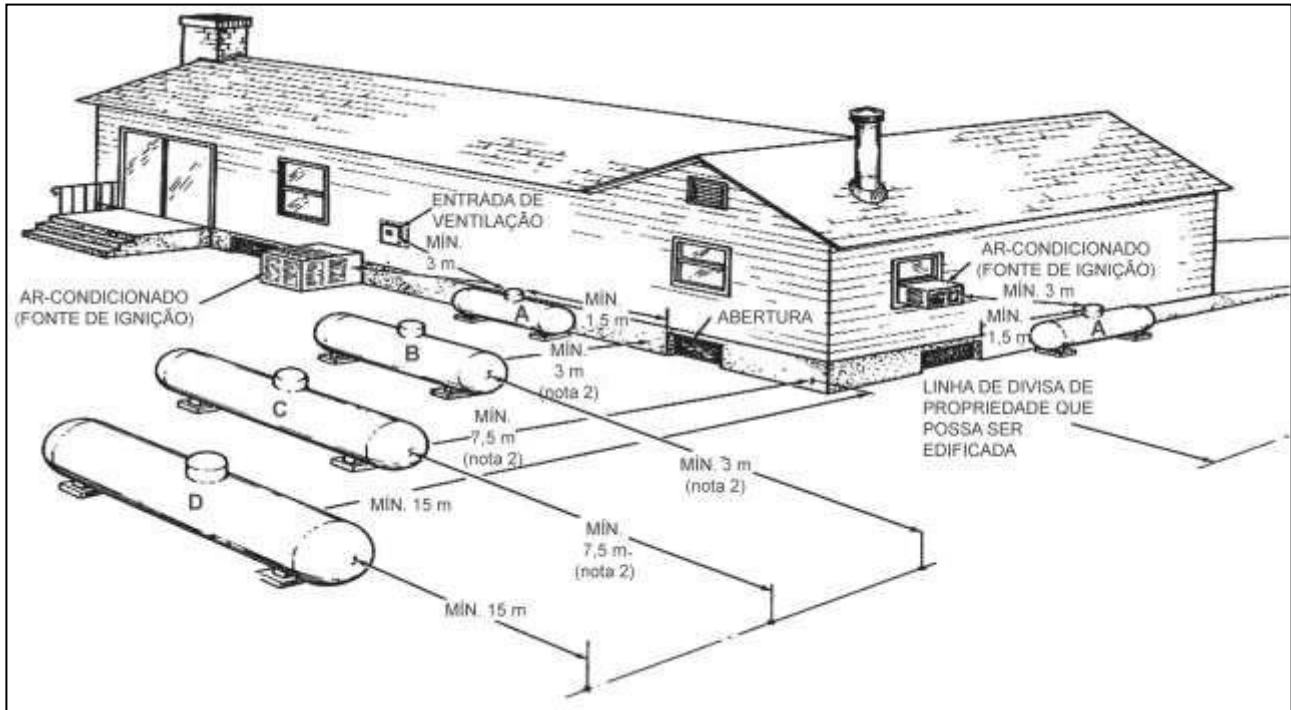 ENTRADA DE
VENTILAÇÃO
MÍN.
3 m
AR-CONDICIONADO
(FONTE DE IGNIÇÃO)
A
MÍN.
1,5 m
ABERTURA
AR-CONDICIONADO
(FONTE DE IGNIÇÃO)
MÍN. 3 m
MÍN.
1,5 m
A
B
MÍN.
3 m
(nota 2)
C
MÍN.
7,5 m
(nota 2)
LINHA DE DIVISA DE
PROPRIEDADE QUE
POSSA SER
EDIFICADA
MÍN. 3 m
(nota 2)
D
MÍN. 15 m
MÍN.
7,5 m
(nota 2)
MÍN. 15 m